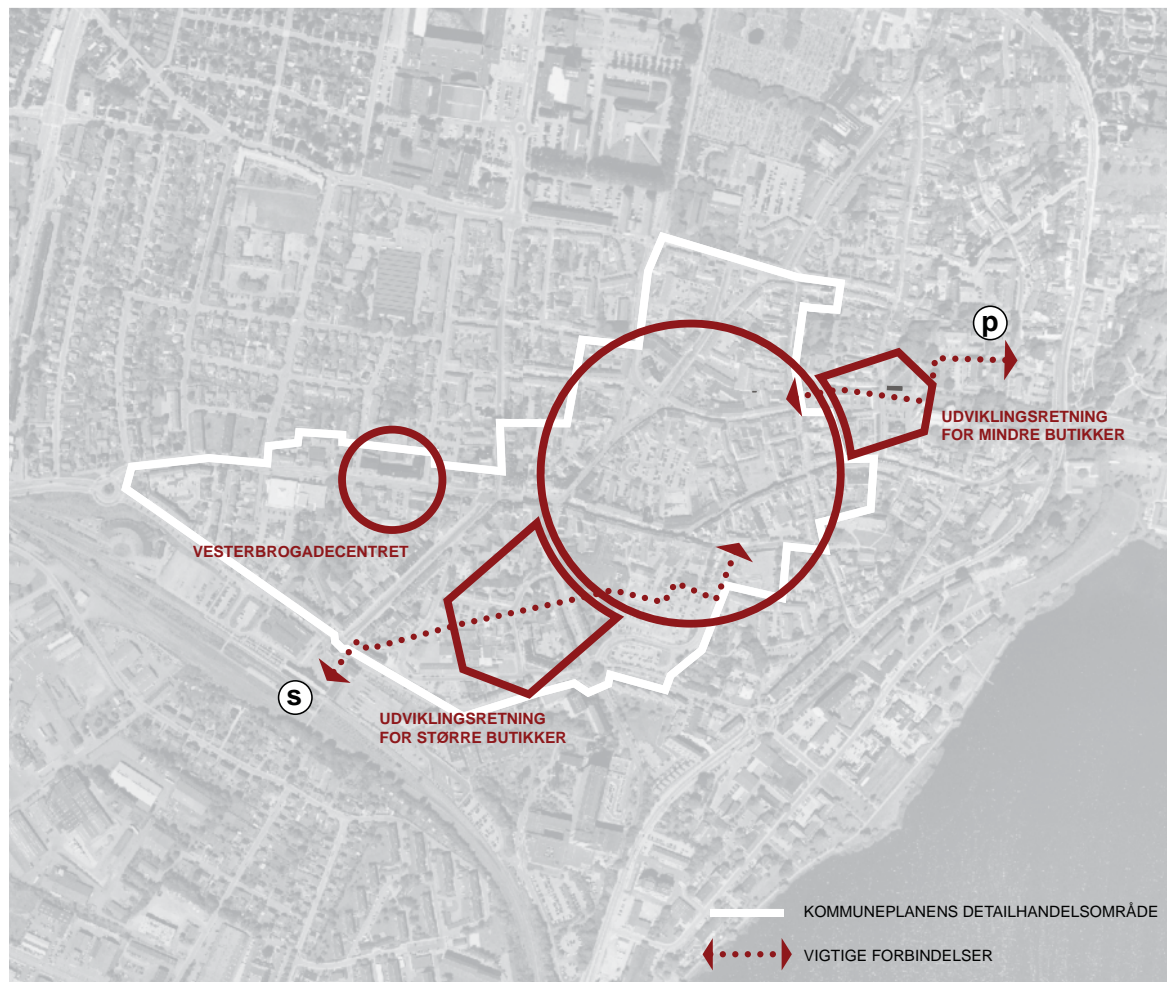 p
UDVIKLINGSRETNING
FOR MINDRE BUTIKKER
VESTERBROGADECENTRET
s
UDVIKLINGSRETNING
FOR STØRRE BUTIKKER
KOMMUNEPLANENS DETAILHANDELSOMRÅDE
VIGTIGE FORBINDELSER